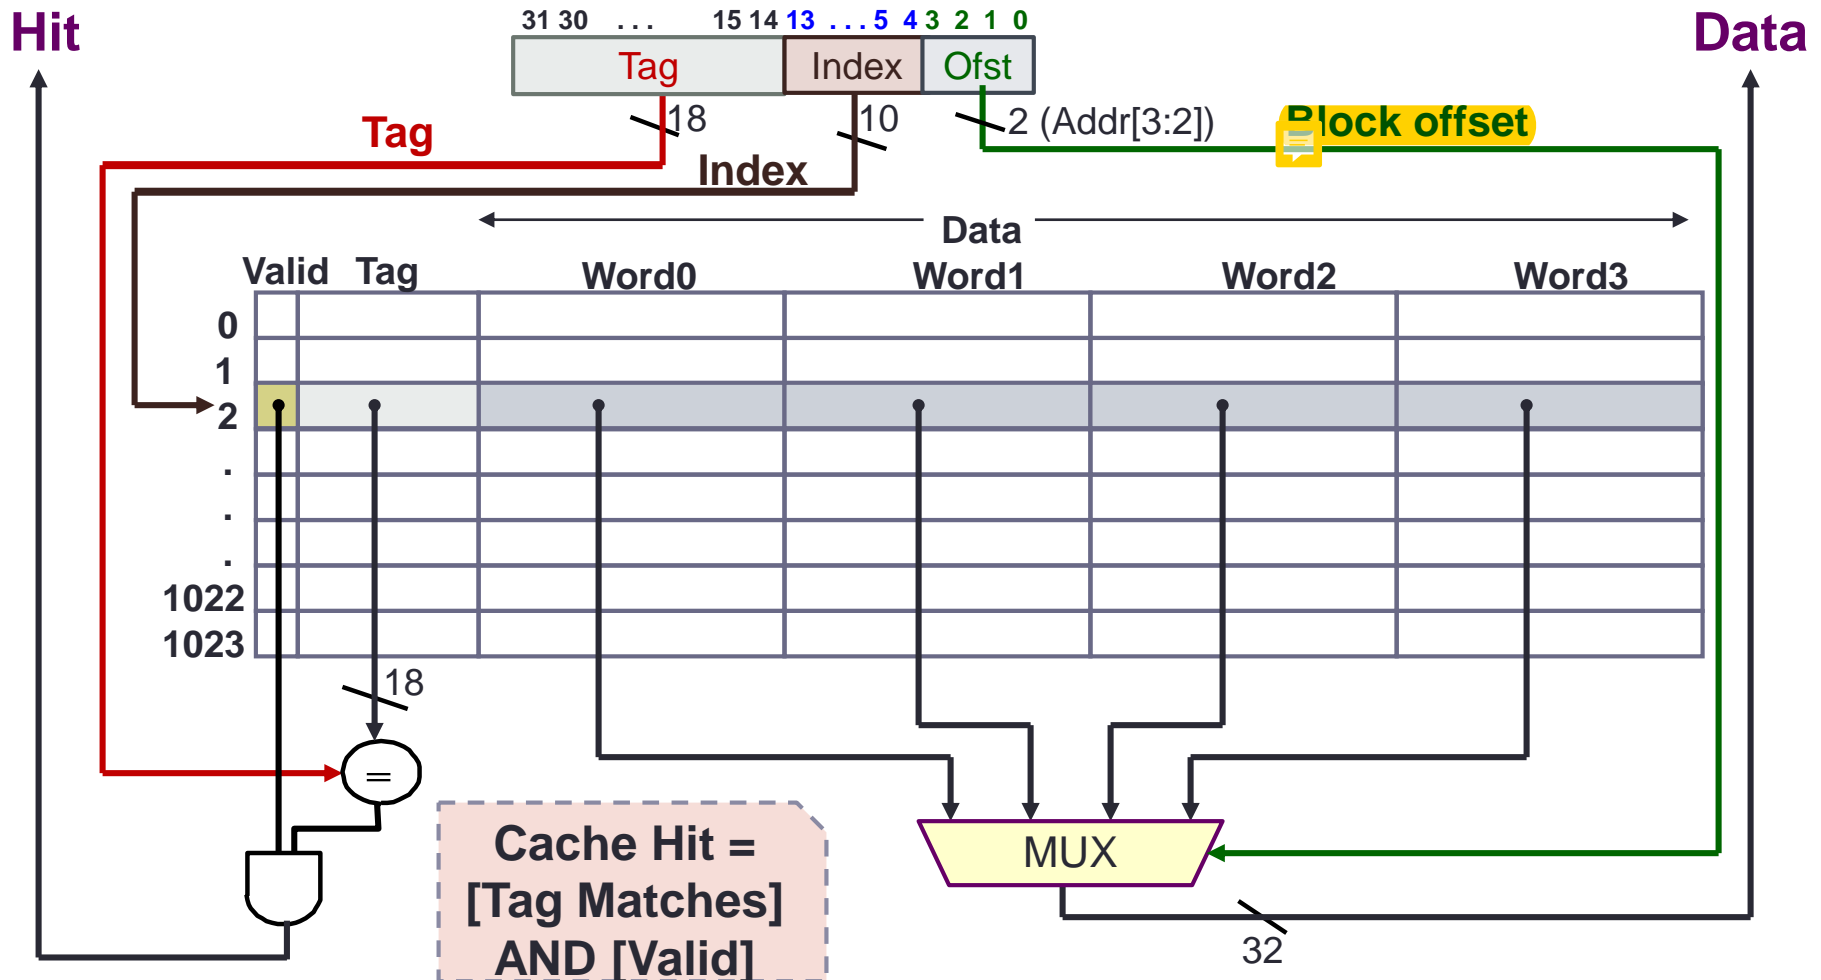 Hit
31 30 ... 15 14 13 ... 5 4 3 2 1 0
Data
Tag Index Ofst
18
10
2 (Addr[3:2])
Block offset
Tag
Index
Data
Valid Tag Word0 Word1 Word2 Word3
0
1
2
.
.
.
1022
1023
18
=
Cache Hit =
[Tag Matches]
AND [Valid]
MUX
32